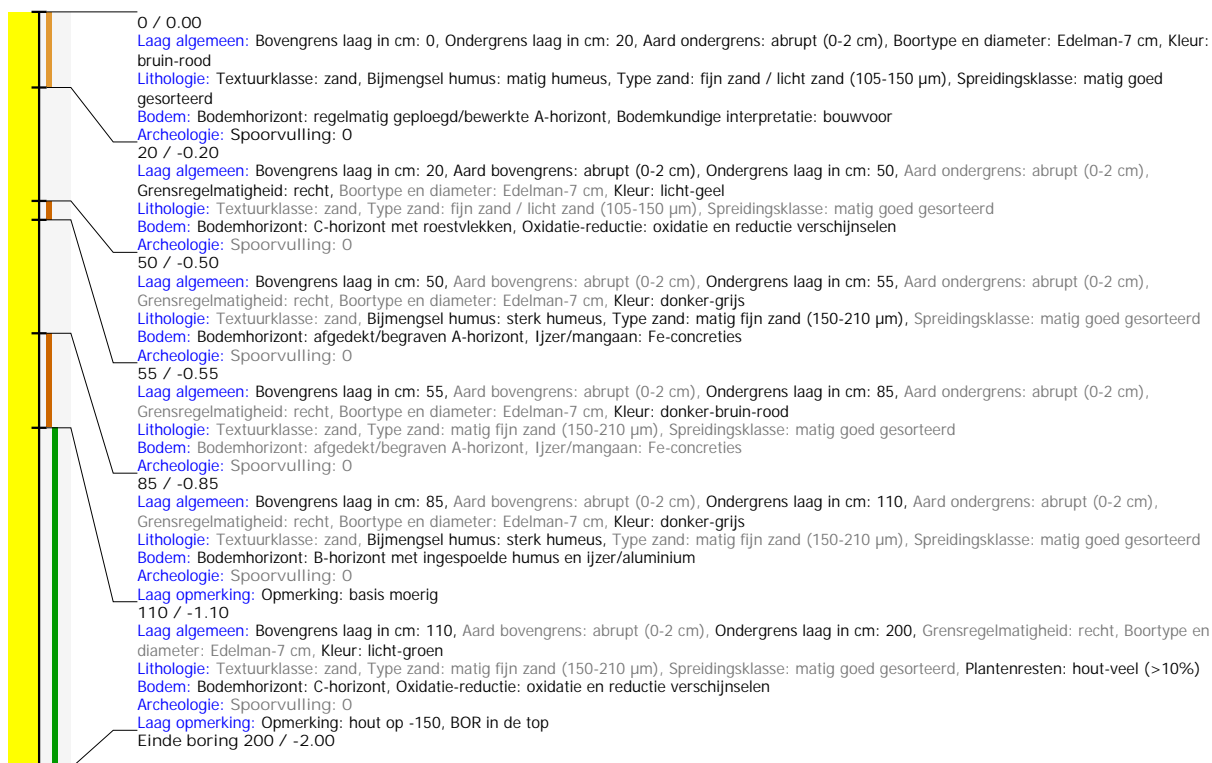 0 / 0.00
Laag algemeen: Bovengrens laag in cm: 0, Ondergrens laag in cm: 20, Aard ondergrens: abrupt (0-2 cm), Boortype en diameter: Edelman-7 cm, Kleur:
bruin-rood
Lithologie: Textuurklasse: zand, Bijmengsel humus: matig humeus, Type zand: fijn zand / licht zand (105-150 µm), Spreidingsklasse: matig goed
gesorteerd
Bodem: Bodemhorizont: regelmatig geploegd/bewerkte A-horizont, Bodemkundige interpretatie: bouwvoor
Archeologie: Spoorvulling: 0
20 / -0.20
Laag algemeen: Bovengrens laag in cm: 20, Aard bovengrens: abrupt (0-2 cm), Ondergrens laag in cm: 50, Aard ondergrens: abrupt (0-2 cm),
Grensregelmatigheid: recht, Boortype en diameter: Edelman-7 cm, Kleur: licht-geel
Lithologie: Textuurklasse: zand, Type zand: fijn zand / licht zand (105-150 µm), Spreidingsklasse: matig goed gesorteerd
Bodem: Bodemhorizont: C-horizont met roestvlekken, Oxidatie-reductie: oxidatie en reductie verschijnselen
Archeologie: Spoorvulling: 0
50 / -0.50
Laag algemeen: Bovengrens laag in cm: 50, Aard bovengrens: abrupt (0-2 cm), Ondergrens laag in cm: 55, Aard ondergrens: abrupt (0-2 cm),
Grensregelmatigheid: recht, Boortype en diameter: Edelman-7 cm, Kleur: donker-grijs
Lithologie: Textuurklasse: zand, Bijmengsel humus: sterk humeus, Type zand: matig fijn zand (150-210 µm), Spreidingsklasse: matig goed gesorteerd
Bodem: Bodemhorizont: afgedekt/begraven A-horizont, Ijzer/mangaan: Fe-concreties
Archeologie: Spoorvulling: 0
55 / -0.55
Laag algemeen: Bovengrens laag in cm: 55, Aard bovengrens: abrupt (0-2 cm), Ondergrens laag in cm: 85, Aard ondergrens: abrupt (0-2 cm),
Grensregelmatigheid: recht, Boortype en diameter: Edelman-7 cm, Kleur: donker-bruin-rood
Lithologie: Textuurklasse: zand, Type zand: matig fijn zand (150-210 µm), Spreidingsklasse: matig goed gesorteerd
Bodem: Bodemhorizont: afgedekt/begraven A-horizont, Ijzer/mangaan: Fe-concreties
Archeologie: Spoorvulling: 0
85 / -0.85
Laag algemeen: Bovengrens laag in cm: 85, Aard bovengrens: abrupt (0-2 cm), Ondergrens laag in cm: 110, Aard ondergrens: abrupt (0-2 cm),
Grensregelmatigheid: recht, Boortype en diameter: Edelman-7 cm, Kleur: donker-grijs
Lithologie: Textuurklasse: zand, Bijmengsel humus: sterk humeus, Type zand: matig fijn zand (150-210 µm), Spreidingsklasse: matig goed gesorteerd
Bodem: Bodemhorizont: B-horizont met ingespoelde humus en ijzer/aluminium
Archeologie: Spoorvulling: 0
Laag opmerking: Opmerking: basis moerig
110 / -1.10
Laag algemeen: Bovengrens laag in cm: 110, Aard bovengrens: abrupt (0-2 cm), Ondergrens laag in cm: 200, Grensregelmatigheid: recht, Boortype en
diameter: Edelman-7 cm, Kleur: licht-groen
Lithologie: Textuurklasse: zand, Type zand: matig fijn zand (150-210 µm), Spreidingsklasse: matig goed gesorteerd, Plantenresten: hout-veel (>10%)
Bodem: Bodemhorizont: C-horizont, Oxidatie-reductie: oxidatie en reductie verschijnselen
Archeologie: Spoorvulling: 0
Laag opmerking: Opmerking: hout op -150, BOR in de top
Einde boring 200 / -2.00